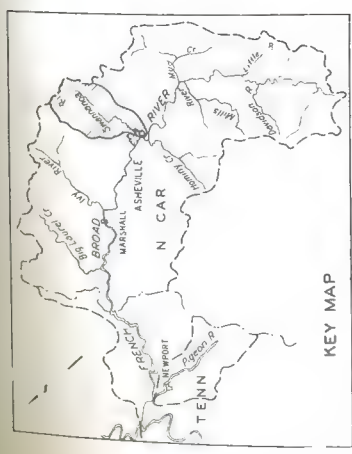 Swannanoa R.
Ivy River
Big Laurel Cr
FRENCH BROAD RIVER
MARSHALL
ASHEVILLE
Hominy Cr
Mud Cr
Mills River
Little R
Davidson R
N CAR
NEWPORT
Pigeon R
TENN
KEY MAP